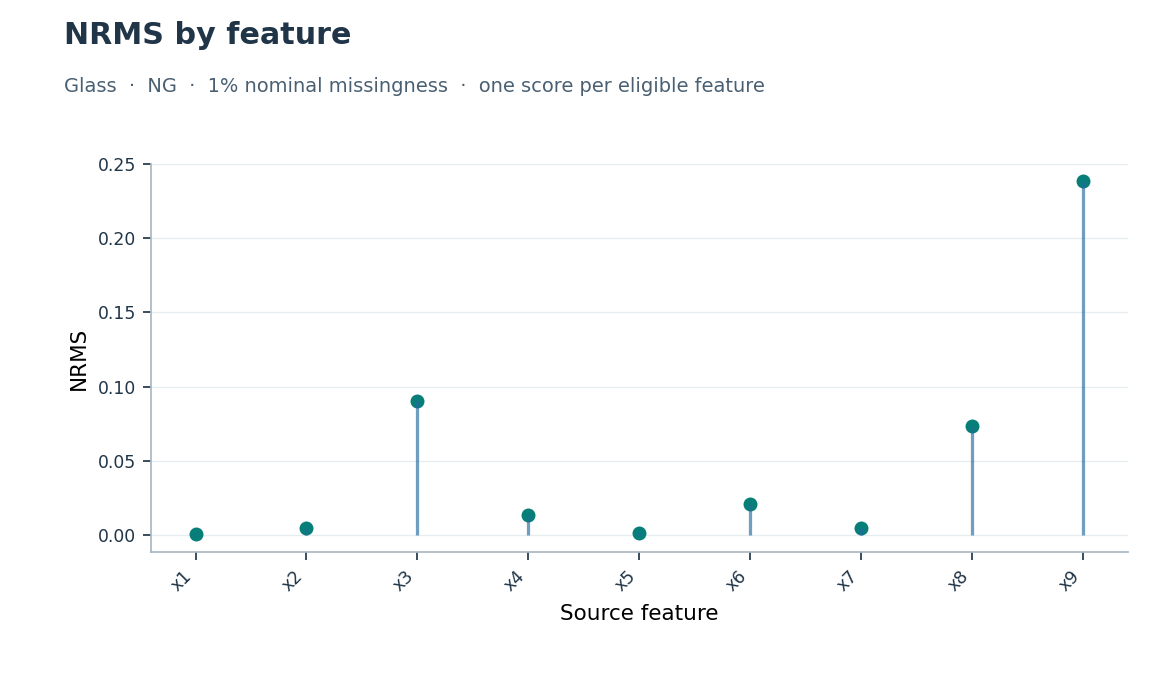 NRMS by feature
Glass · NG · 1% nominal missingness · one score per eligible feature
0.25
0.20
0.15
0.10
0.05
0.00
NRMS
x1 x2 x3 x4 x5 x6 x7 x8 x9
Source feature